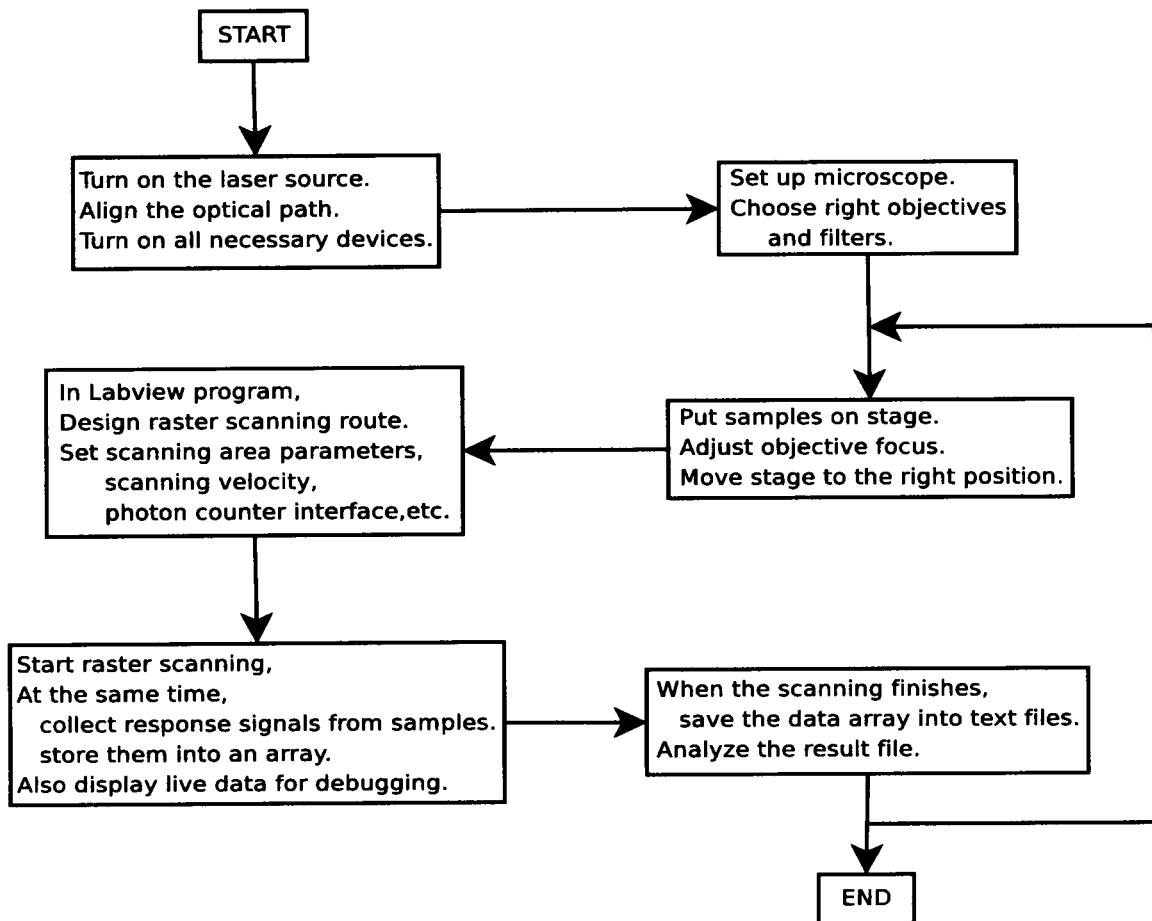 START
Turn on the laser source.
Align the optical path.
Turn on all necessary devices.
Set up microscope.
Choose right objectives
and filters.
Put samples on stage.
Adjust objective focus.
Move stage to the right position.
In Labview program,
Design raster scanning route.
Set scanning area parameters,
scanning velocity,
photon counter interface,etc.
Start raster scanning,
At the same time,
collect response signals from samples.
store them into an array.
Also display live data for debugging.
When the scanning finishes,
save the data array into text files.
Analyze the result file.
END